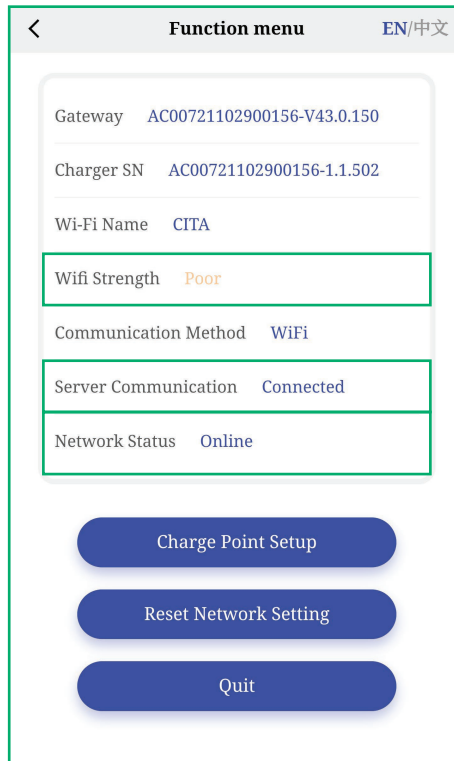 Function menu EN/中文
Gateway AC00721102900156-V43.0.150
Charger SN AC00721102900156-1.1.502
Wi-Fi Name CITA
Wifi Strength Poor
Communication Method WiFi
Server Communication Connected
Network Status Online
Charge Point Setup
Reset Network Setting
Quit